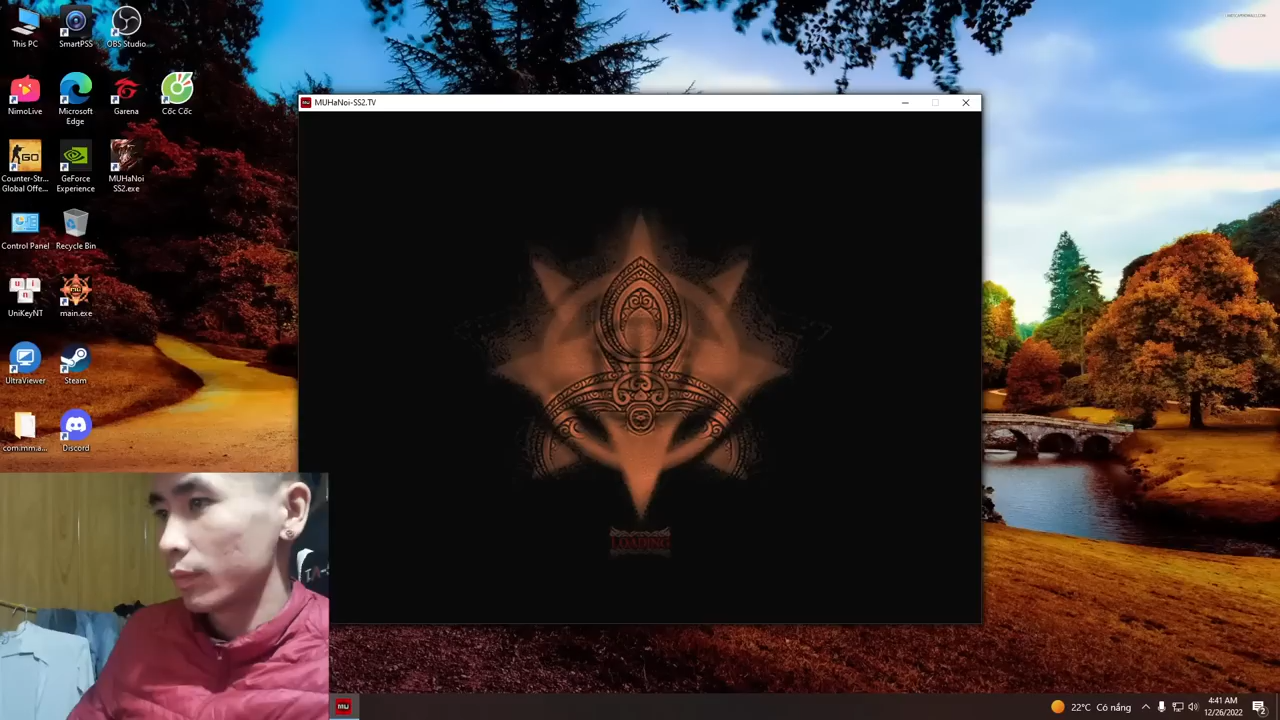 This PC
SmartPSS
OBS Studio
NimoLive
Microsoft
Edge
Garena
Cốc Cốc
Counter-Str...
Global Offe...
GeForce
Experience
MUHaNoi
SS2.exe
Control Panel
Recycle Bin
UniKeyNT
main.exe
UltraViewer
Steam
com.mm.a...
Discord
MUHaNoi-SS2.TV
LOADING
22°C Có nắng
4:41 AM
12/26/2022